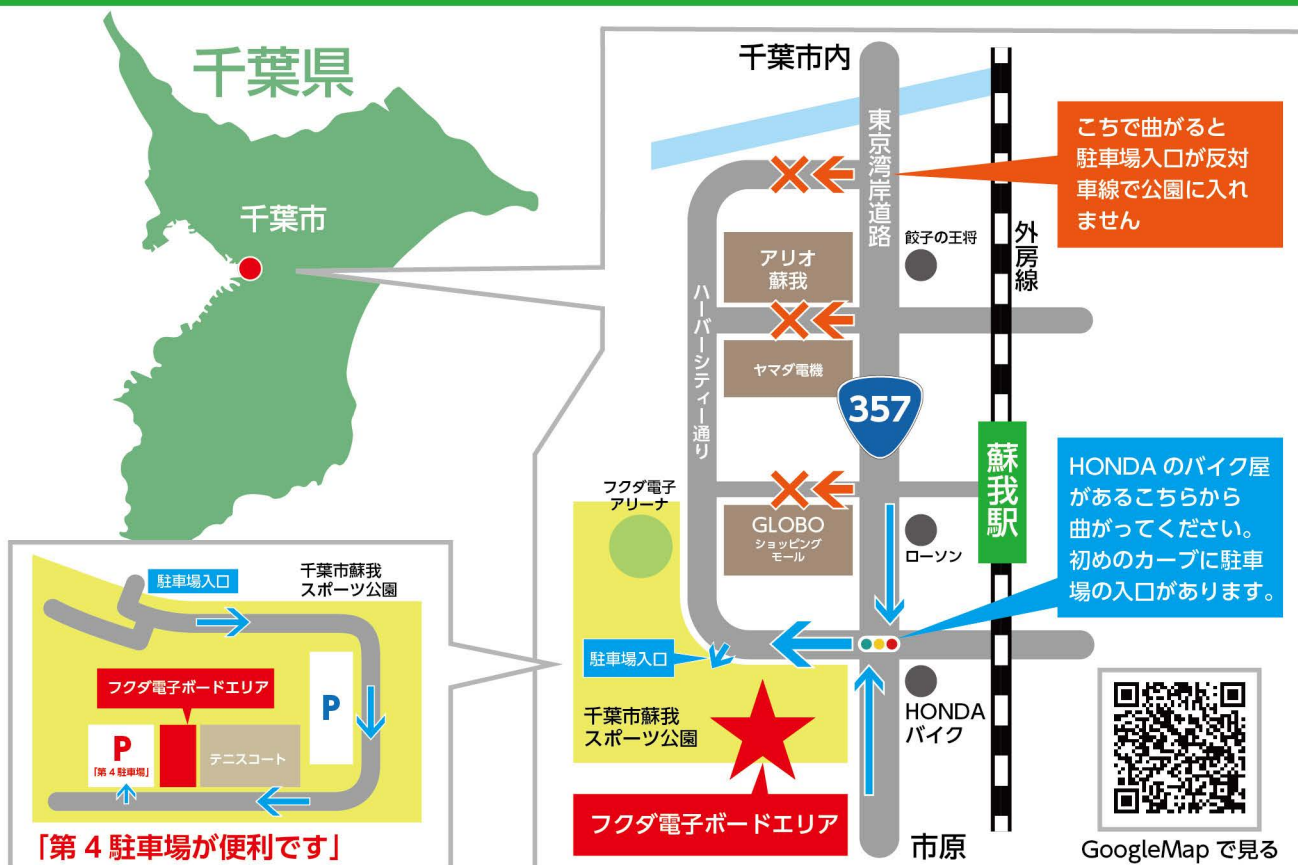 千葉県
千葉市
千葉市内
東京湾岸道路
こちで曲がると
駐車場入口が反対
車線で公園に入れ
ません
餃子の王将
外房線
アリオ
蘇我
ハーバーシティー通り
ヤマダ電機
357
蘇我駅
HONDA のバイク屋
があるこちらから
曲がってください。
初めのカーブに駐車
場の入口があります。
フクダ電子
アリーナ
GLOBO
ショッピング
モール
ローソン
駐車場入口
千葉市蘇我
スポーツ公園
HONDA
バイク
フクダ電子ボードエリア
市原
GoogleMap で見る
駐車場入口
千葉市蘇我
スポーツ公園
フクダ電子ボードエリア
P
P
「第 4 駐車場」
テニスコート
「第 4 駐車場が便利です」